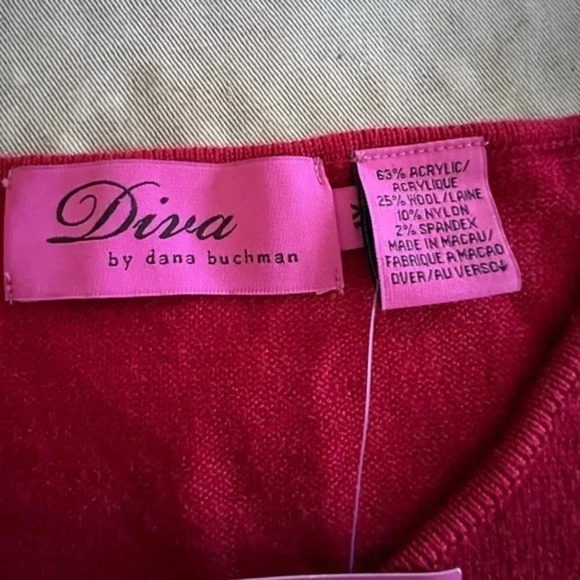 Diva
by dana buchman
63% ACRYLIC/
ACRYLIQUE
25% WOOL/LAINE
10% NYLON
2% SPANDEX
MADE IN MACAU/
FABRIQUE A MACAO
OVER/AU VERSO